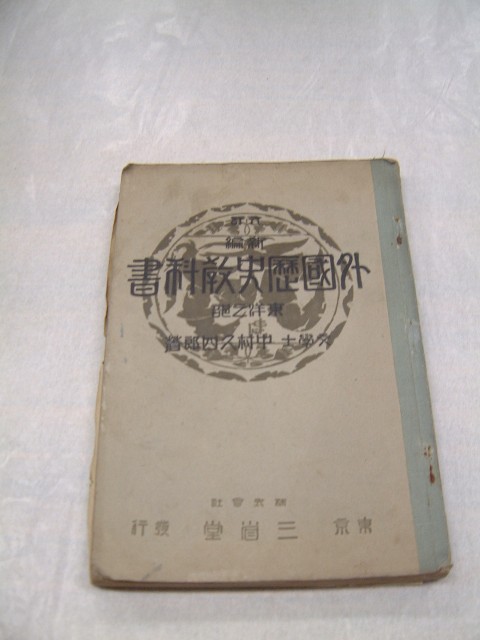 新編
外國歷史敎科書
東洋之部
文學士 中村久四郎著
株式會社
東京 三省堂 發行